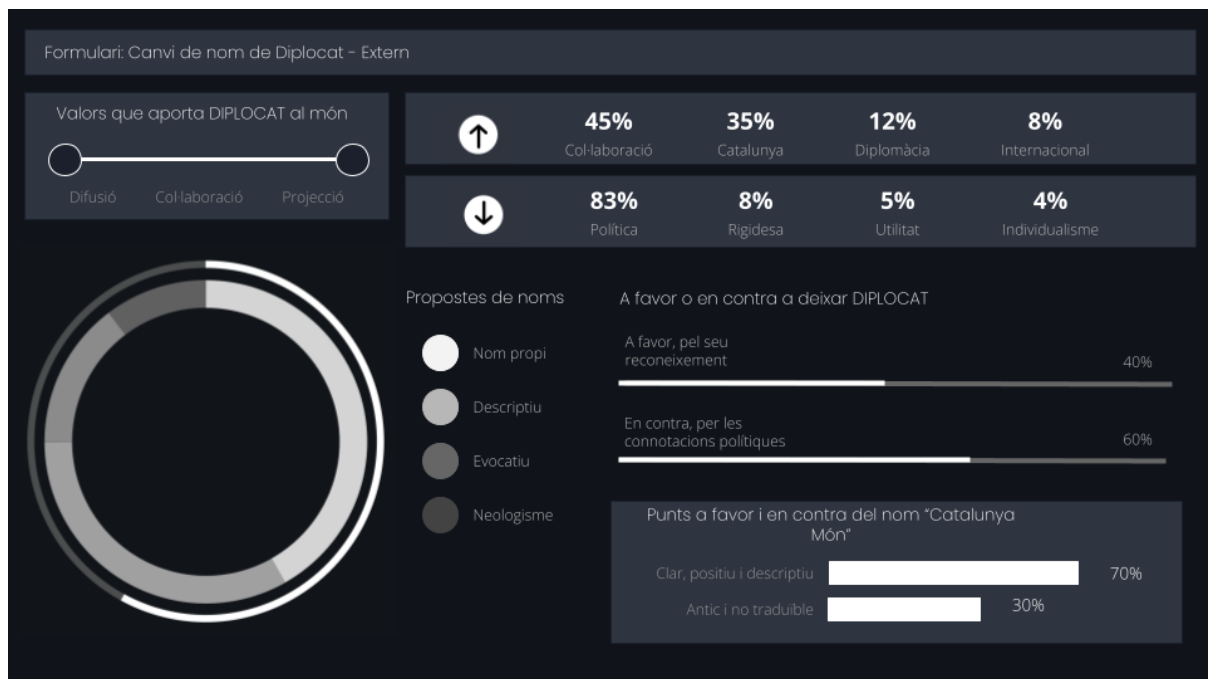 Formulari: Canvi de nom de Diplocat - Extern
Valors que aporta DIPLOCAT al món
Difusió Col·laboració Projecció
45% 35% 12% 8%
Col·laboració Catalunya Diplomàcia Internacional
83% 8% 5% 4%
Política Rigidesa Utilitat Individualisme
Propostes de noms
Nom propi
Descriptiu
Evocatiu
Neologisme
A favor o en contra a deixar DIPLOCAT
A favor, pel seu
reconeixement
40%
En contra, per les
connotacions polítiques
60%
Punts a favor i en contra del nom “Catalunya
Món”
Clar, positiu i descriptiu 70%
Antic i no traduïble 30%